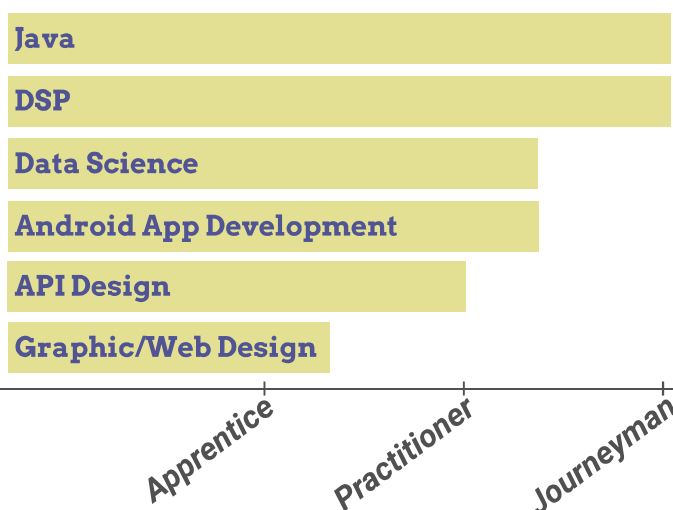 Java
DSP
Data Science
Android App Development
API Design
Graphic/Web Design
Apprentice
Practitioner
Journeyman